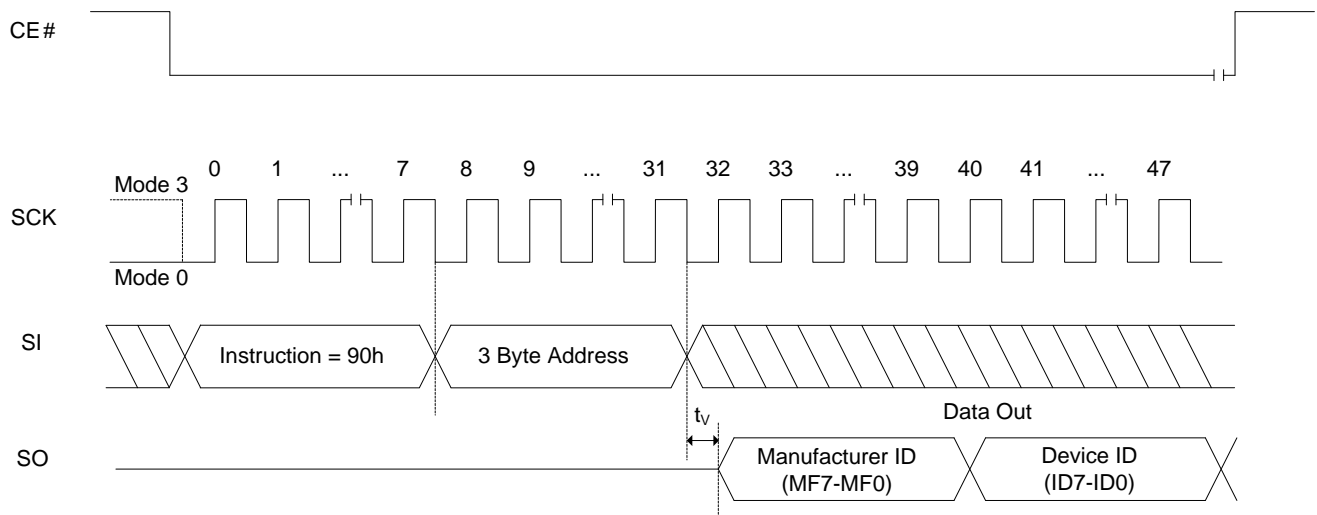 CE#
0 1 ... 7 8 9 ... 31 32 33 ... 39 40 41 ... 47
Mode 3
SCK
Mode 0
SI
Instruction = 90h
3 Byte Address
tV
Data Out
SO
Manufacturer ID
(MF7-MF0)
Device ID
(ID7-ID0)